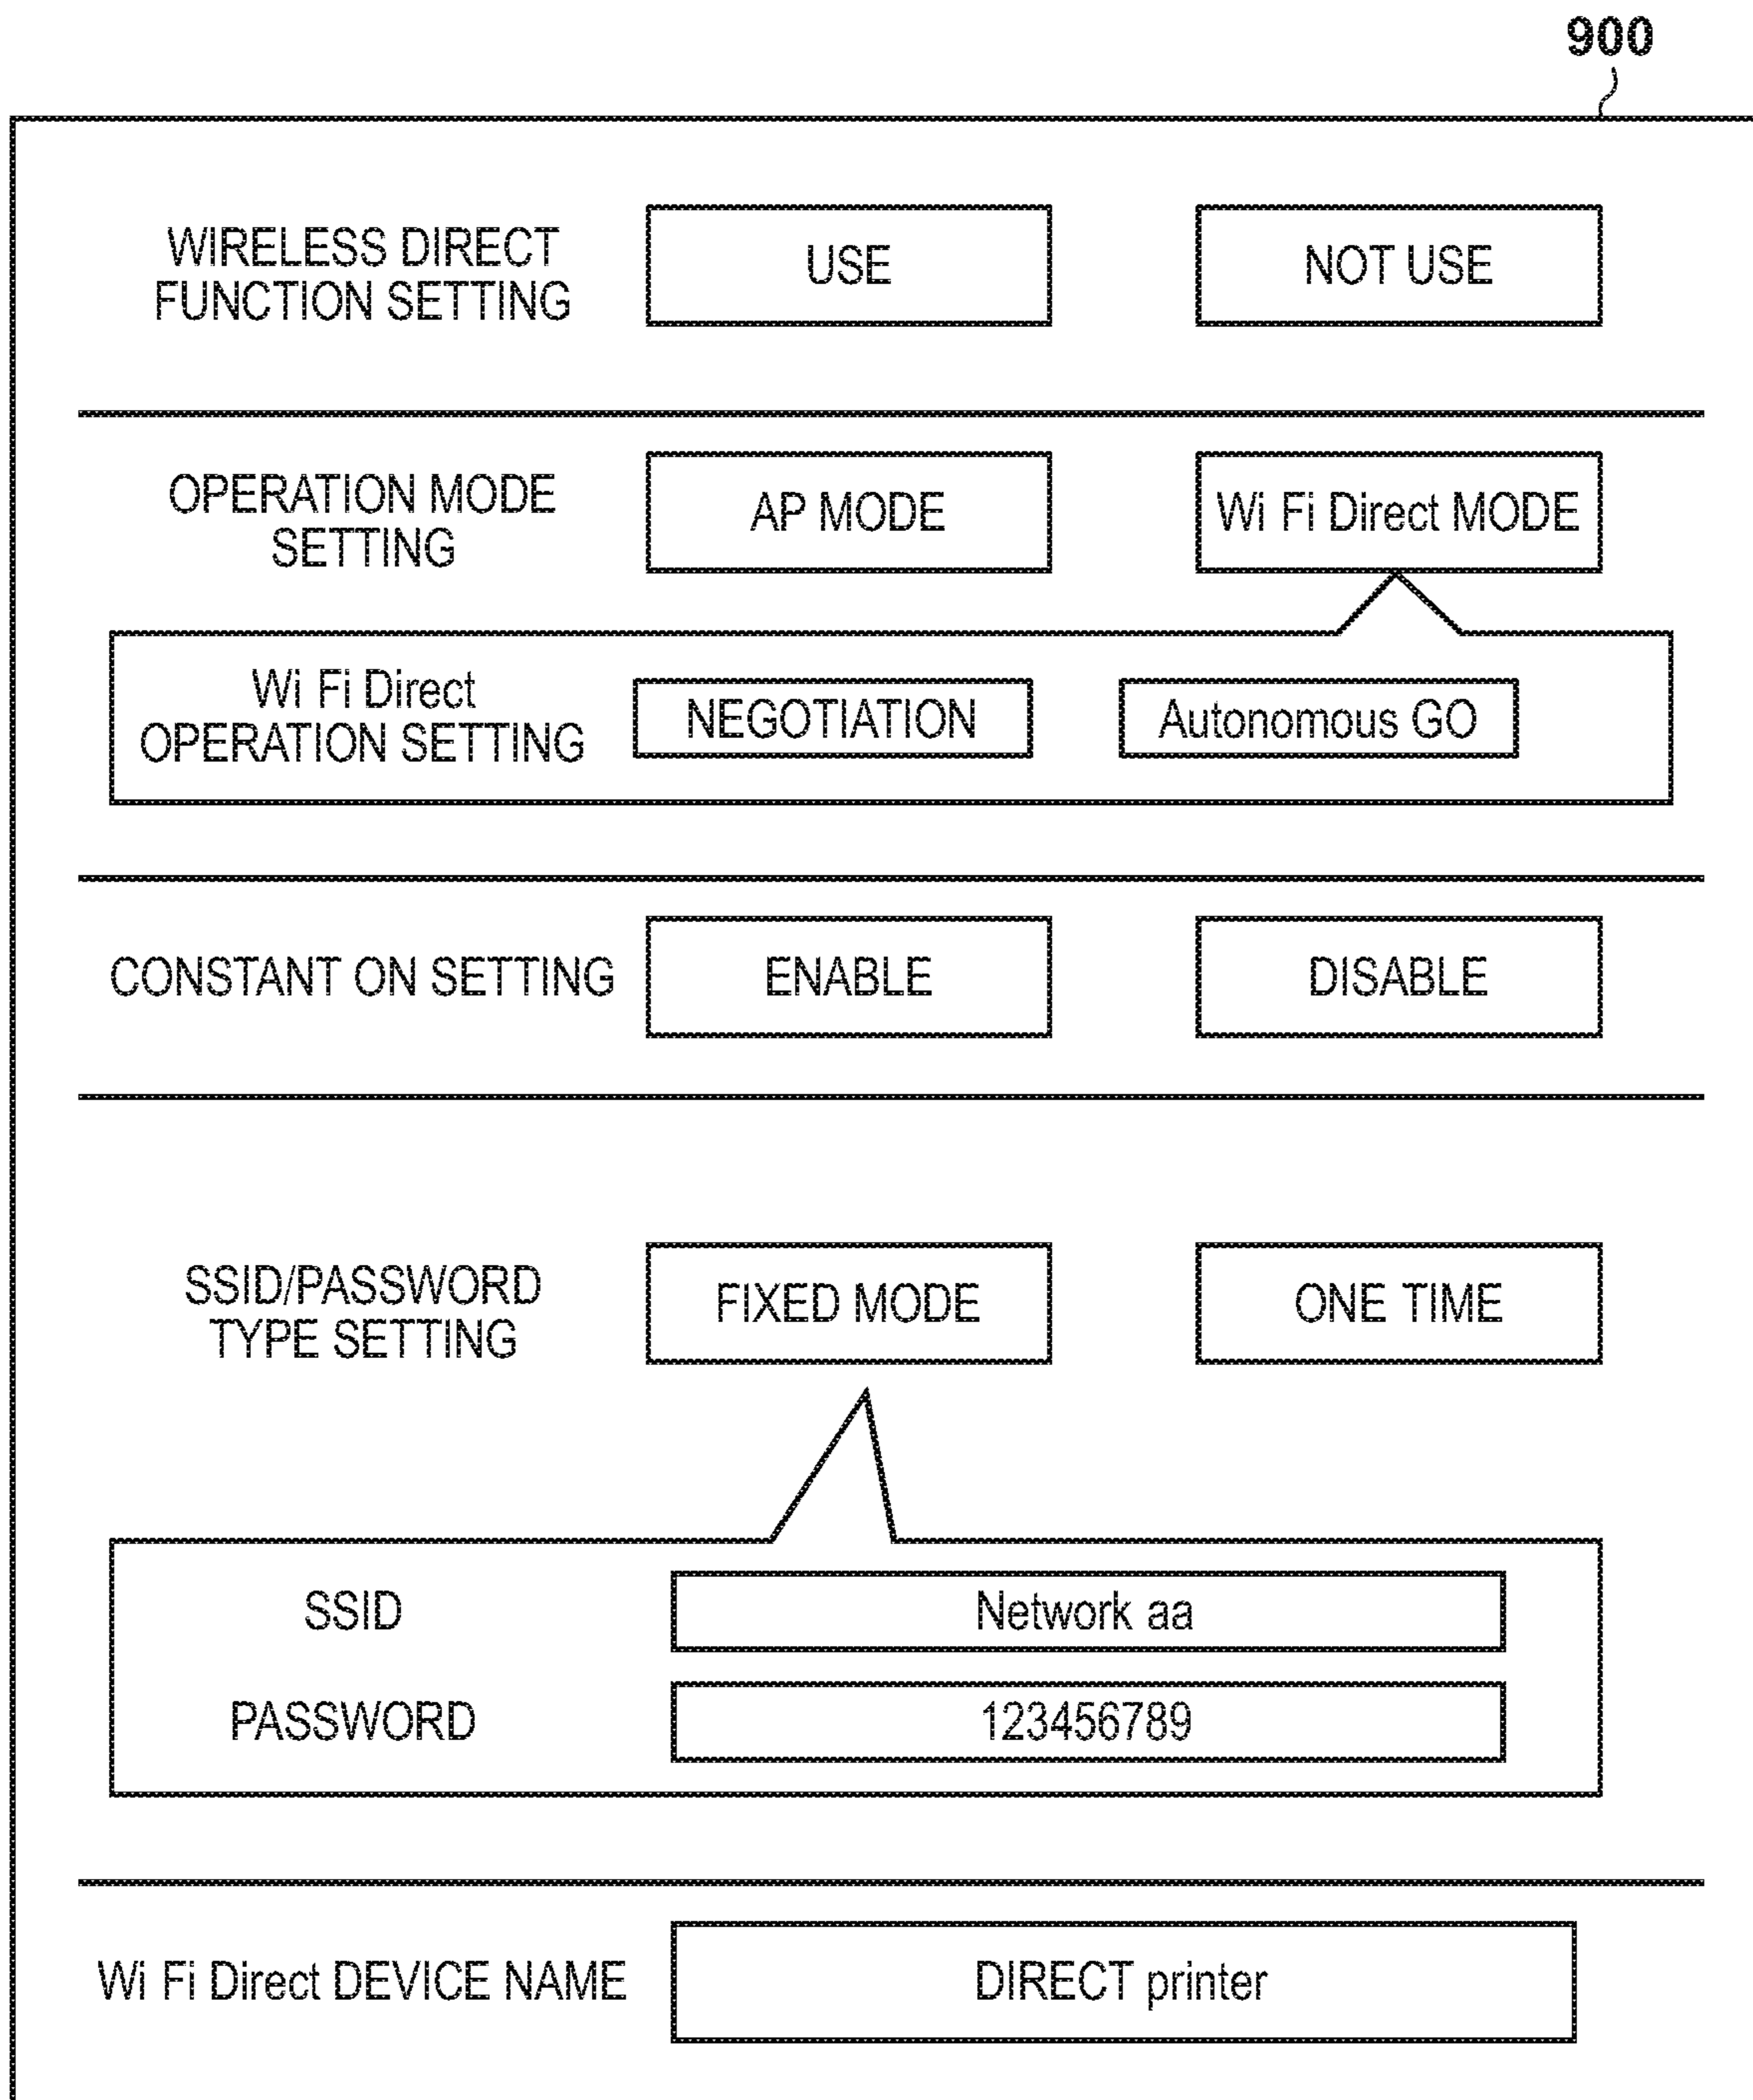 900
WIRELESS DIRECT
FUNCTION SETTING
USE
NOT USE
OPERATION MODE
SETTING
AP MODE
Wi Fi Direct MODE
Wi Fi Direct
OPERATION SETTING
NEGOTIATION
Autonomous GO
CONSTANT ON SETTING
ENABLE
DISABLE
SSID/PASSWORD
TYPE SETTING
FIXED MODE
ONE TIME
SSID
Network aa
PASSWORD
123456789
Wi Fi Direct DEVICE NAME
DIRECT printer